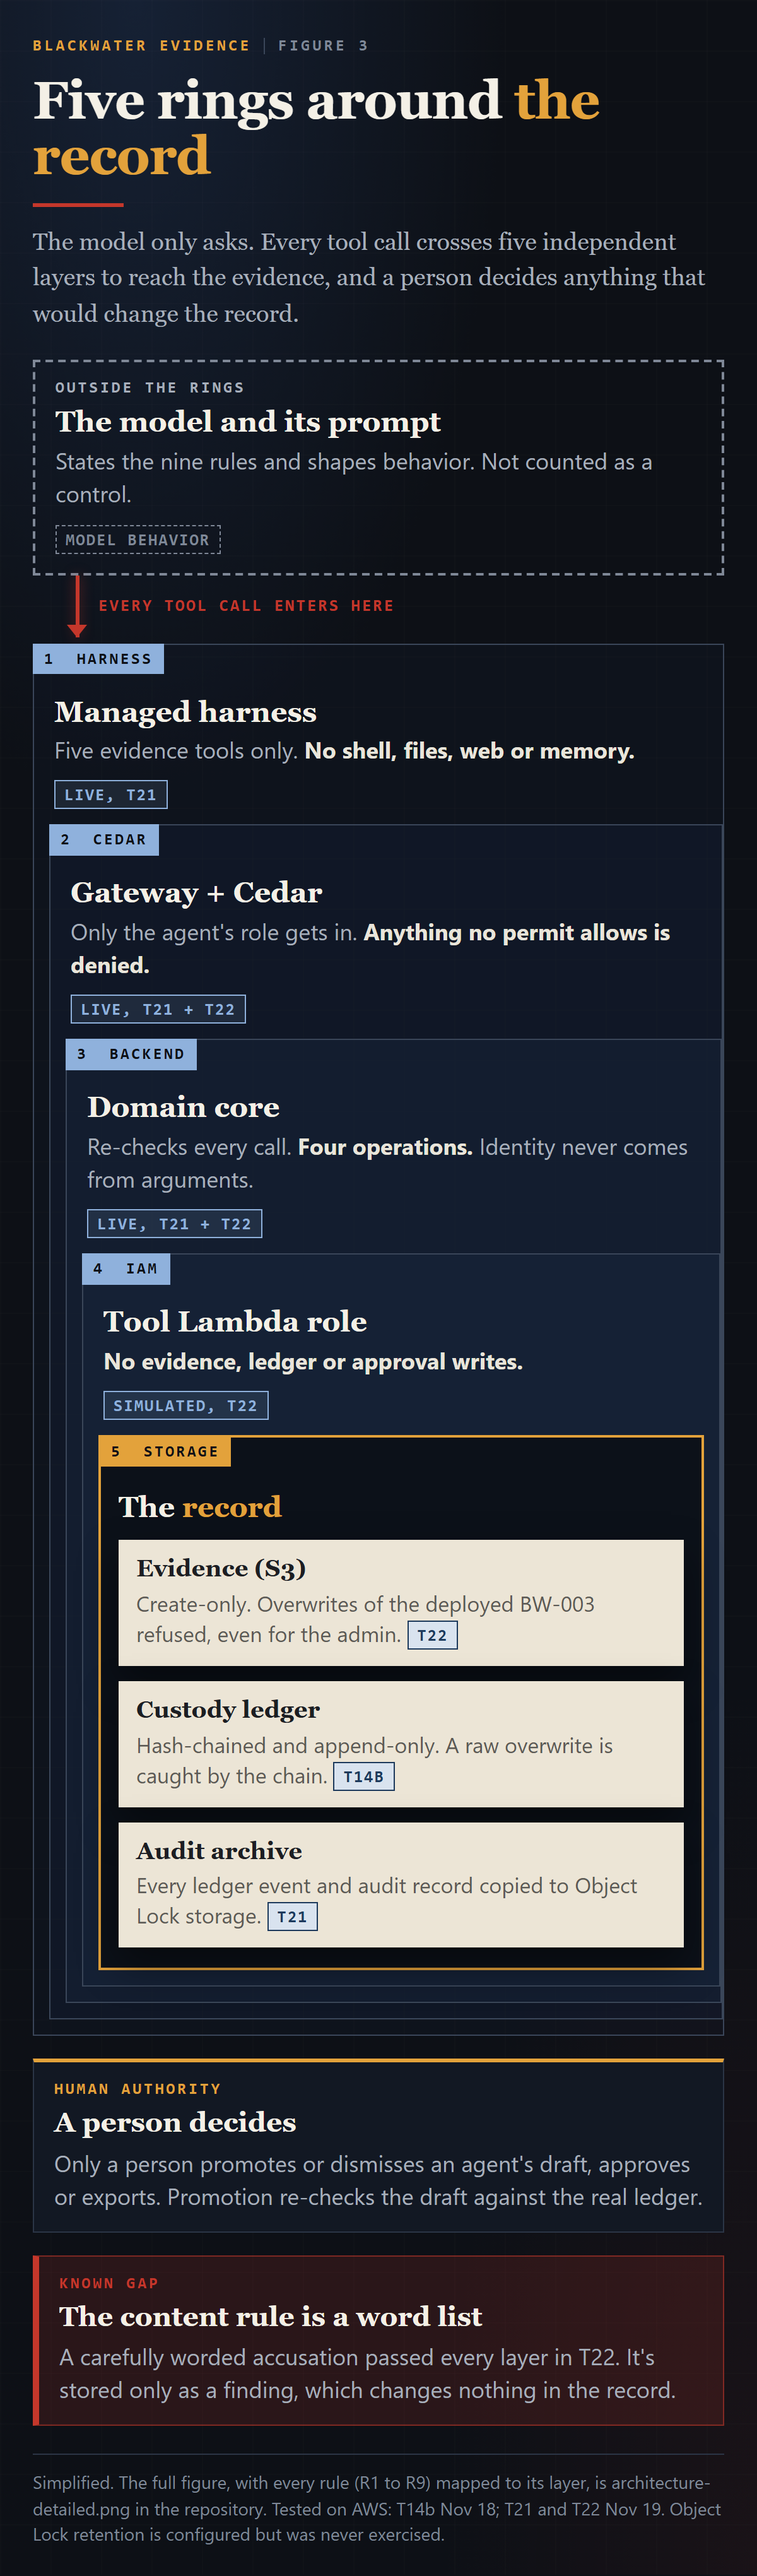 BLACKWATER EVIDENCE | FIGURE 3
Five rings around the
record
The model only asks. Every tool call crosses five independent
layers to reach the evidence, and a person decides anything that
would change the record.
OUTSIDE THE RINGS
The model and its prompt
States the nine rules and shapes behavior. Not counted as a
control.
MODEL BEHAVIOR
EVERY TOOL CALL ENTERS HERE
1 HARNESS
Managed harness
Five evidence tools only. No shell, files, web or memory.
LIVE, T21
2 CEDAR
Gateway + Cedar
Only the agent's role gets in. Anything no permit allows is
denied.
LIVE, T21 + T22
3 BACKEND
Domain core
Re-checks every call. Four operations. Identity never comes
from arguments.
LIVE, T21 + T22
4 IAM
Tool Lambda role
No evidence, ledger or approval writes.
SIMULATED, T22
5 STORAGE
The record
Evidence (S3)
Create-only. Overwrites of the deployed BW-003
refused, even for the admin. T22
Custody ledger
Hash-chained and append-only. A raw overwrite is
caught by the chain. T14B
Audit archive
Every ledger event and audit record copied to Object
Lock storage. T21
HUMAN AUTHORITY
A person decides
Only a person promotes or dismisses an agent's draft, approves
or exports. Promotion re-checks the draft against the real ledger.
KNOWN GAP
The content rule is a word list
A carefully worded accusation passed every layer in T22. It's
stored only as a finding, which changes nothing in the record.
Simplified. The full figure, with every rule (R1 to R9) mapped to its layer, is architecture-
detailed.png in the repository. Tested on AWS: T14b Nov 18; T21 and T22 Nov 19. Object
Lock retention is configured but was never exercised.